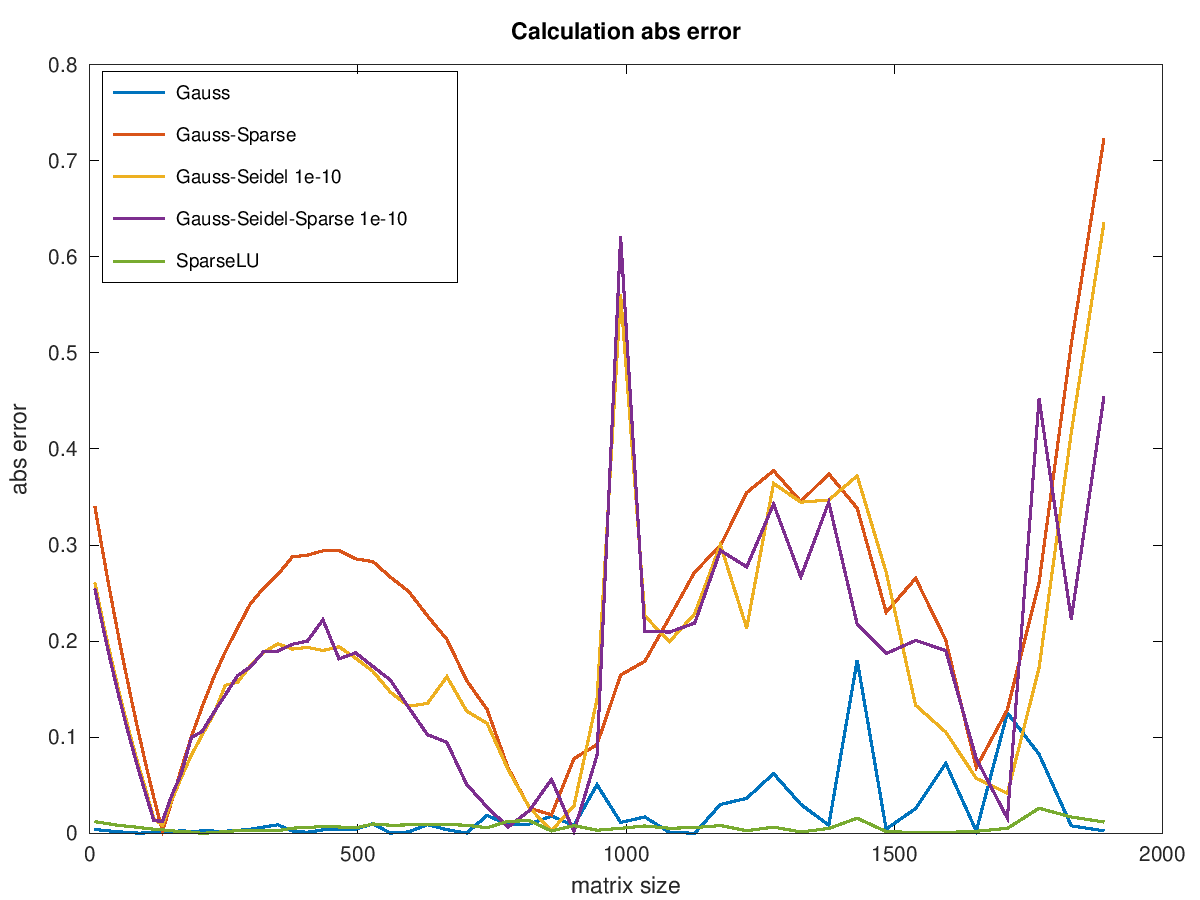 Calculation abs error
0.8
0.7
0.6
0.5
0.4
0.3
0.2
0.1
0
abs error
Gauss
Gauss-Sparse
Gauss-Seidel 1e-10
Gauss-Seidel-Sparse 1e-10
SparseLU
0 500 1000 1500 2000
matrix size